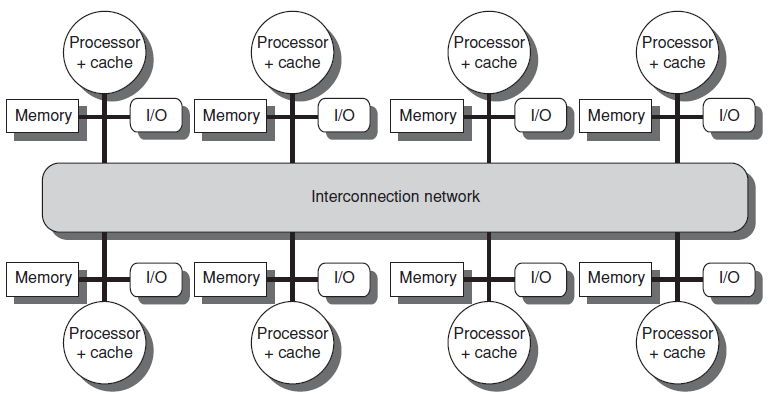 Processor
+ cache
Processor
+ cache
Processor
+ cache
Processor
+ cache
Memory
I/O
Memory
I/O
Memory
I/O
Memory
I/O
Interconnection network
Memory
I/O
Memory
I/O
Memory
I/O
Memory
I/O
Processor
+ cache
Processor
+ cache
Processor
+ cache
Processor
+ cache